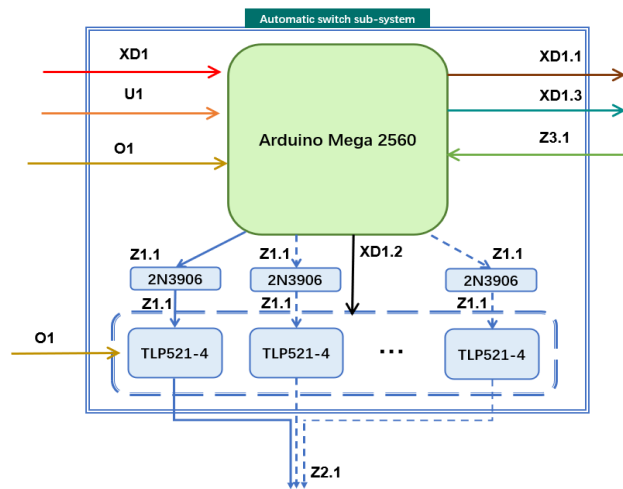 Automatic switch sub-system
XD1
XD1.1
U1
XD1.3
O1
Arduino Mega 2560
Z3.1
Z1.1
Z1.1
XD1.2
Z1.1
2N3906
2N3906
2N3906
Z1.1
Z1.1
Z1.1
O1
TLP521-4
TLP521-4
...
TLP521-4
Z2.1